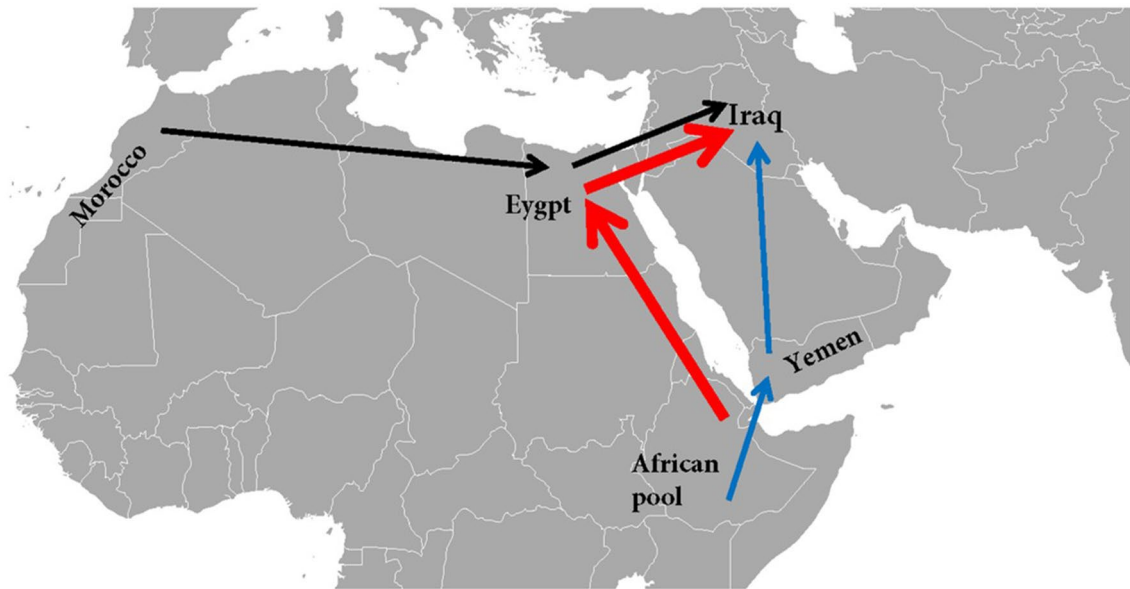 Iraq
Morocco
Eygpt
Yemen
African
pool